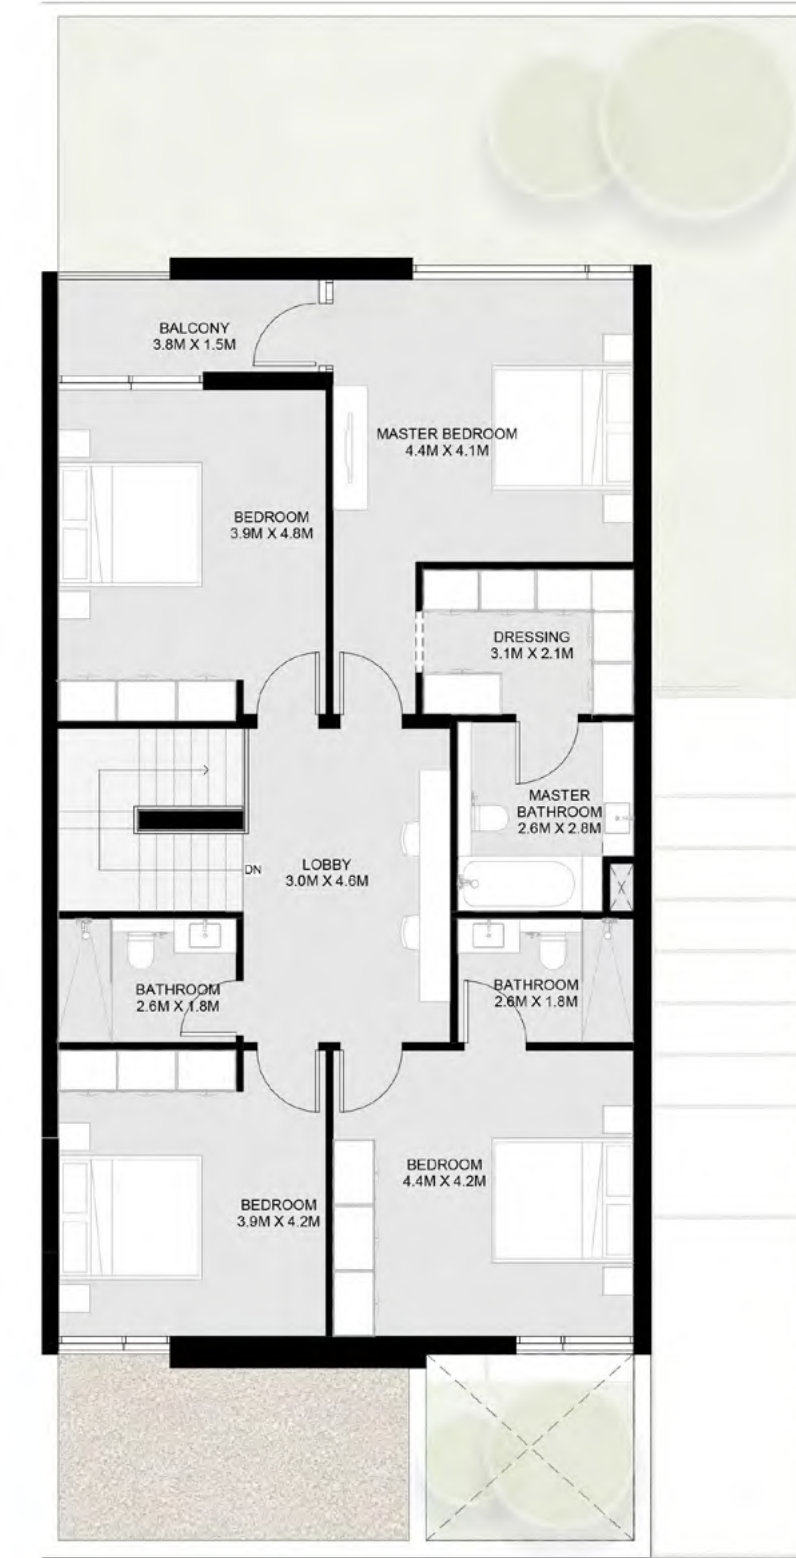 BALCONY
3.8M X 1.5M
MASTER BEDROOM
4.4M X 4.1M
BEDROOM
3.9M X 4.8M
DRESSING
3.1M X 2.1M
MASTER
BATHROOM
2.6M X 2.8M
LOBBY
3.0M X 4.6M
DN
BATHROOM
2.6M X 1.8M
BATHROOM
2.6M X 1.8M
BEDROOM
4.4M X 4.2M
BEDROOM
3.9M X 4.2M